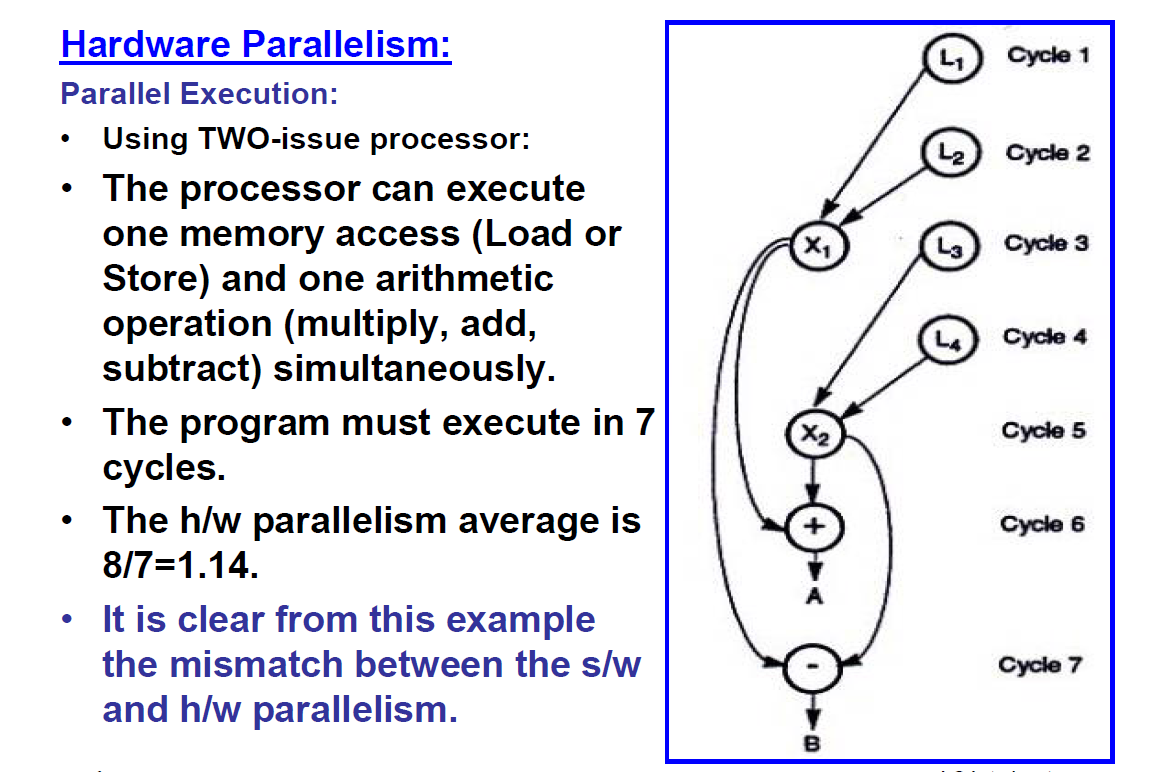 Hardware Parallelism:
Parallel Execution:
• Using TWO-issue processor:
• The processor can execute
one memory access (Load or
Store) and one arithmetic
operation (multiply, add,
subtract) simultaneously.
• The program must execute in 7
cycles.
• The h/w parallelism average is
8/7=1.14.
• It is clear from this example
the mismatch between the s/w
and h/w parallelism.
L1 Cycle 1
L2 Cycle 2
X1 L3 Cycle 3
L4 Cycle 4
X2 Cycle 5
+ Cycle 6
A
- Cycle 7
B